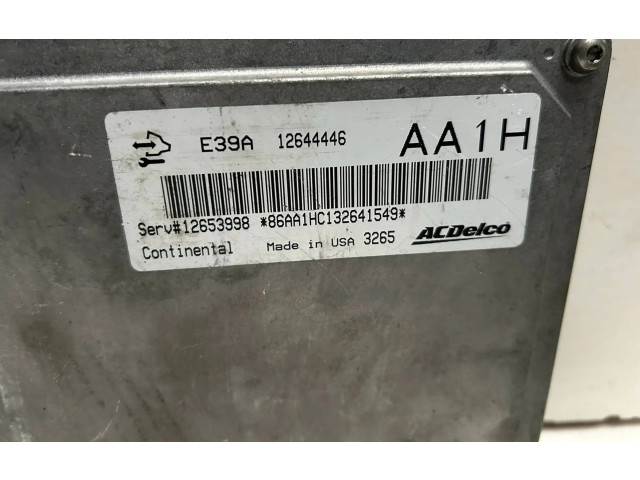 E39A 12644446 AA1H
Serv#12653998 *86AA1HC132641549*
Continental Made in USA 3265 ACDelco